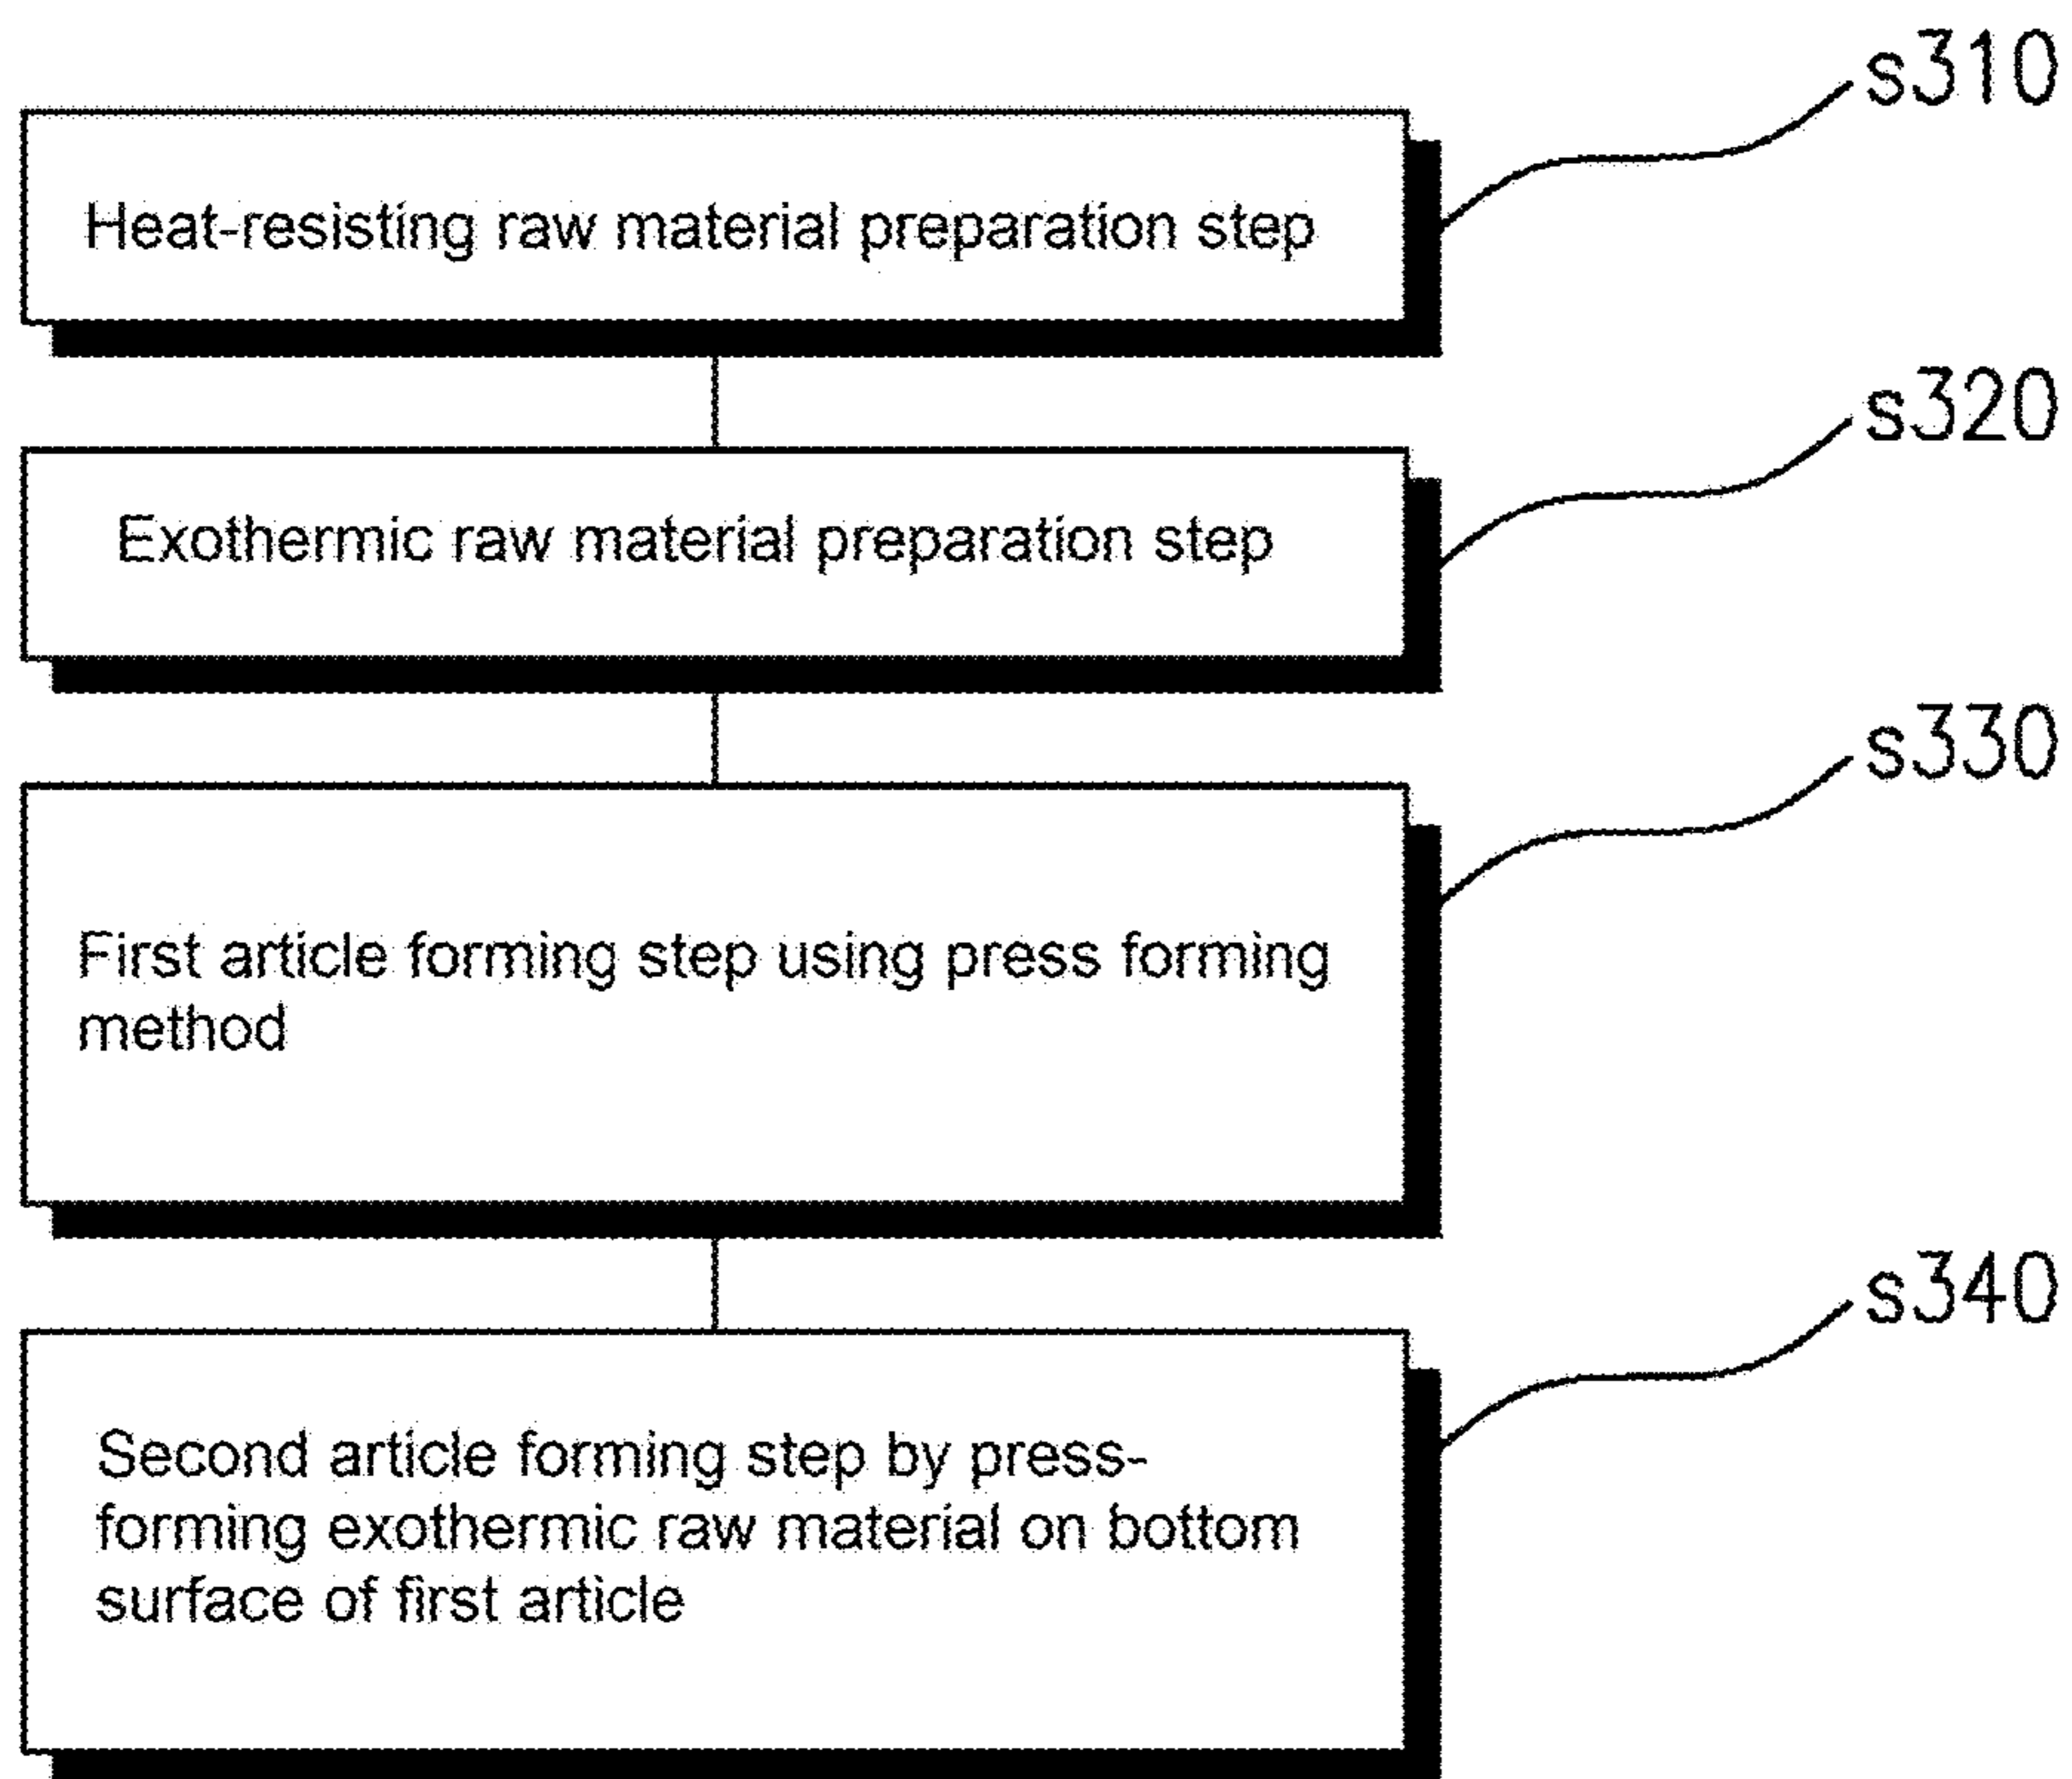 s310
Heat-resisting raw material preparation step
s320
Exothermic raw material preparation step
s330
First article forming step using press forming
method
s340
Second article forming step by press-
forming exothermic raw material on bottom
surface of first article